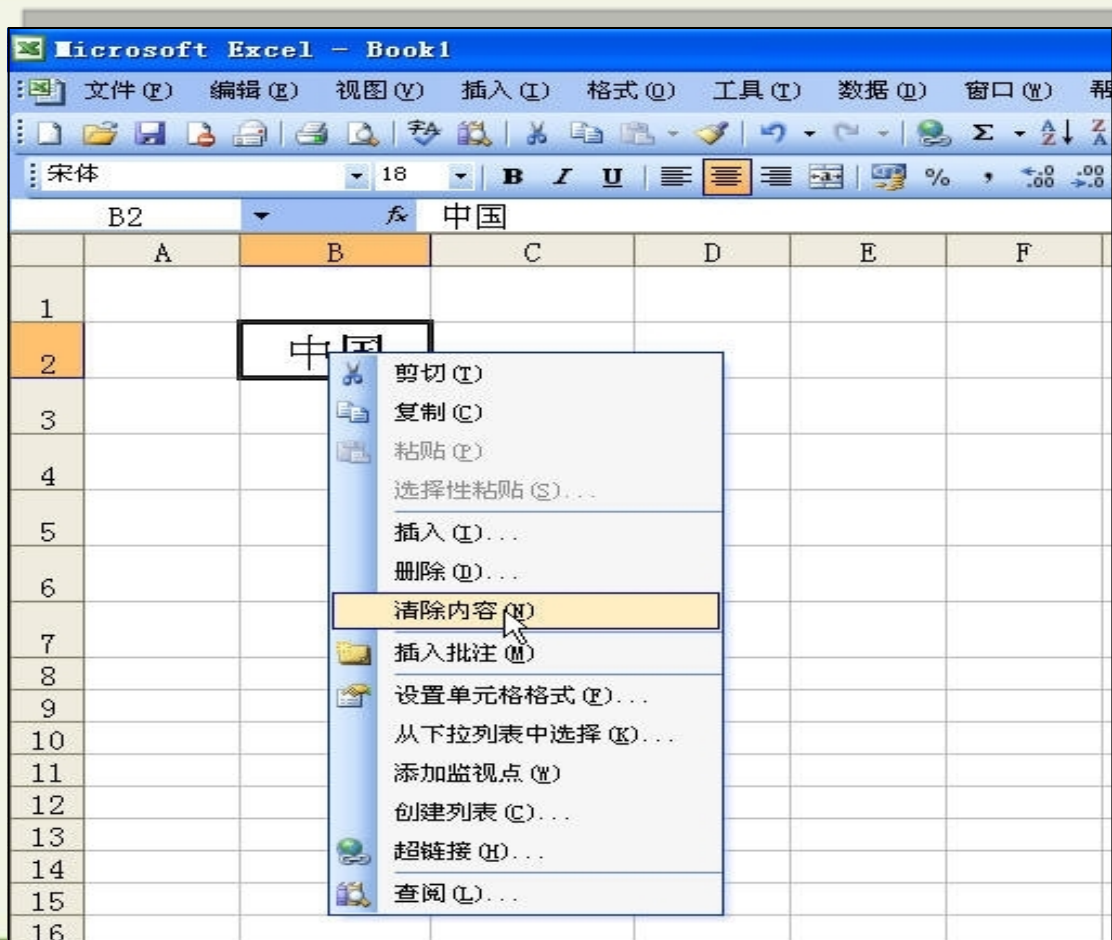 Microsoft Excel - Book1
文件(F) 编辑(E) 视图(V) 插入(I) 格式(O) 工具(T) 数据(D) 窗口(W) 帮
宋体 18 B I U % , .00 .0
B2 fx 中国
A B C D E F
1
2 中国
剪切(T)
3
复制(C)
粘贴(P)
4
选择性粘贴(S)...
5
插入(I)...
删除(D)...
6
清除内容(N)
7
插入批注(M)
8
设置单元格格式(F)...
9
从下拉列表中选择(K)...
10
添加监视点(W)
11
创建列表(C)...
12
13
超链接(H)...
14
查阅(L)...
15
16